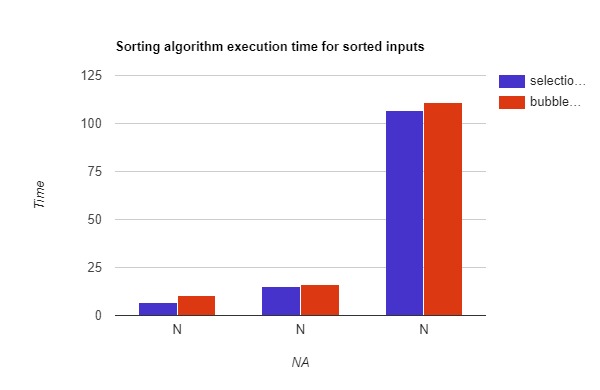 Sorting algorithm execution time for sorted inputs
125
100
75
50
25
0
Time
N N N
NA
selectio…
bubble…